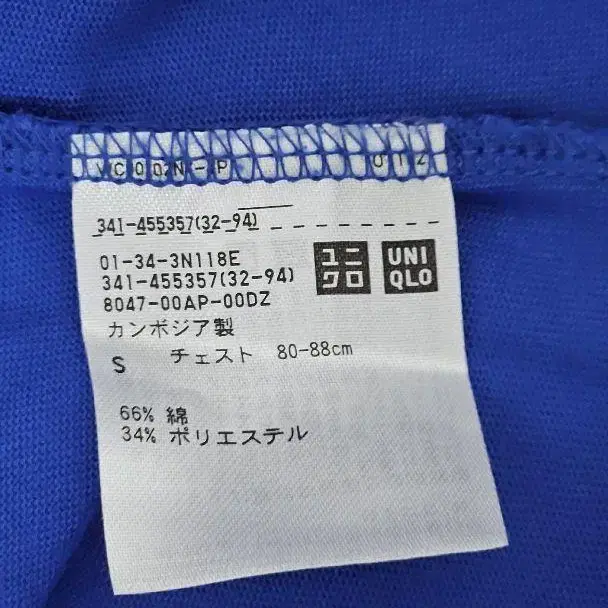 341-455357(32-94)
01-34-3N118E
341-455357(32-94)
8047-00AP-00DZ
カンボジア製
ユニクロ
UNIQLO
S チェスト 80-88cm
66% 綿
34% ポリエステル